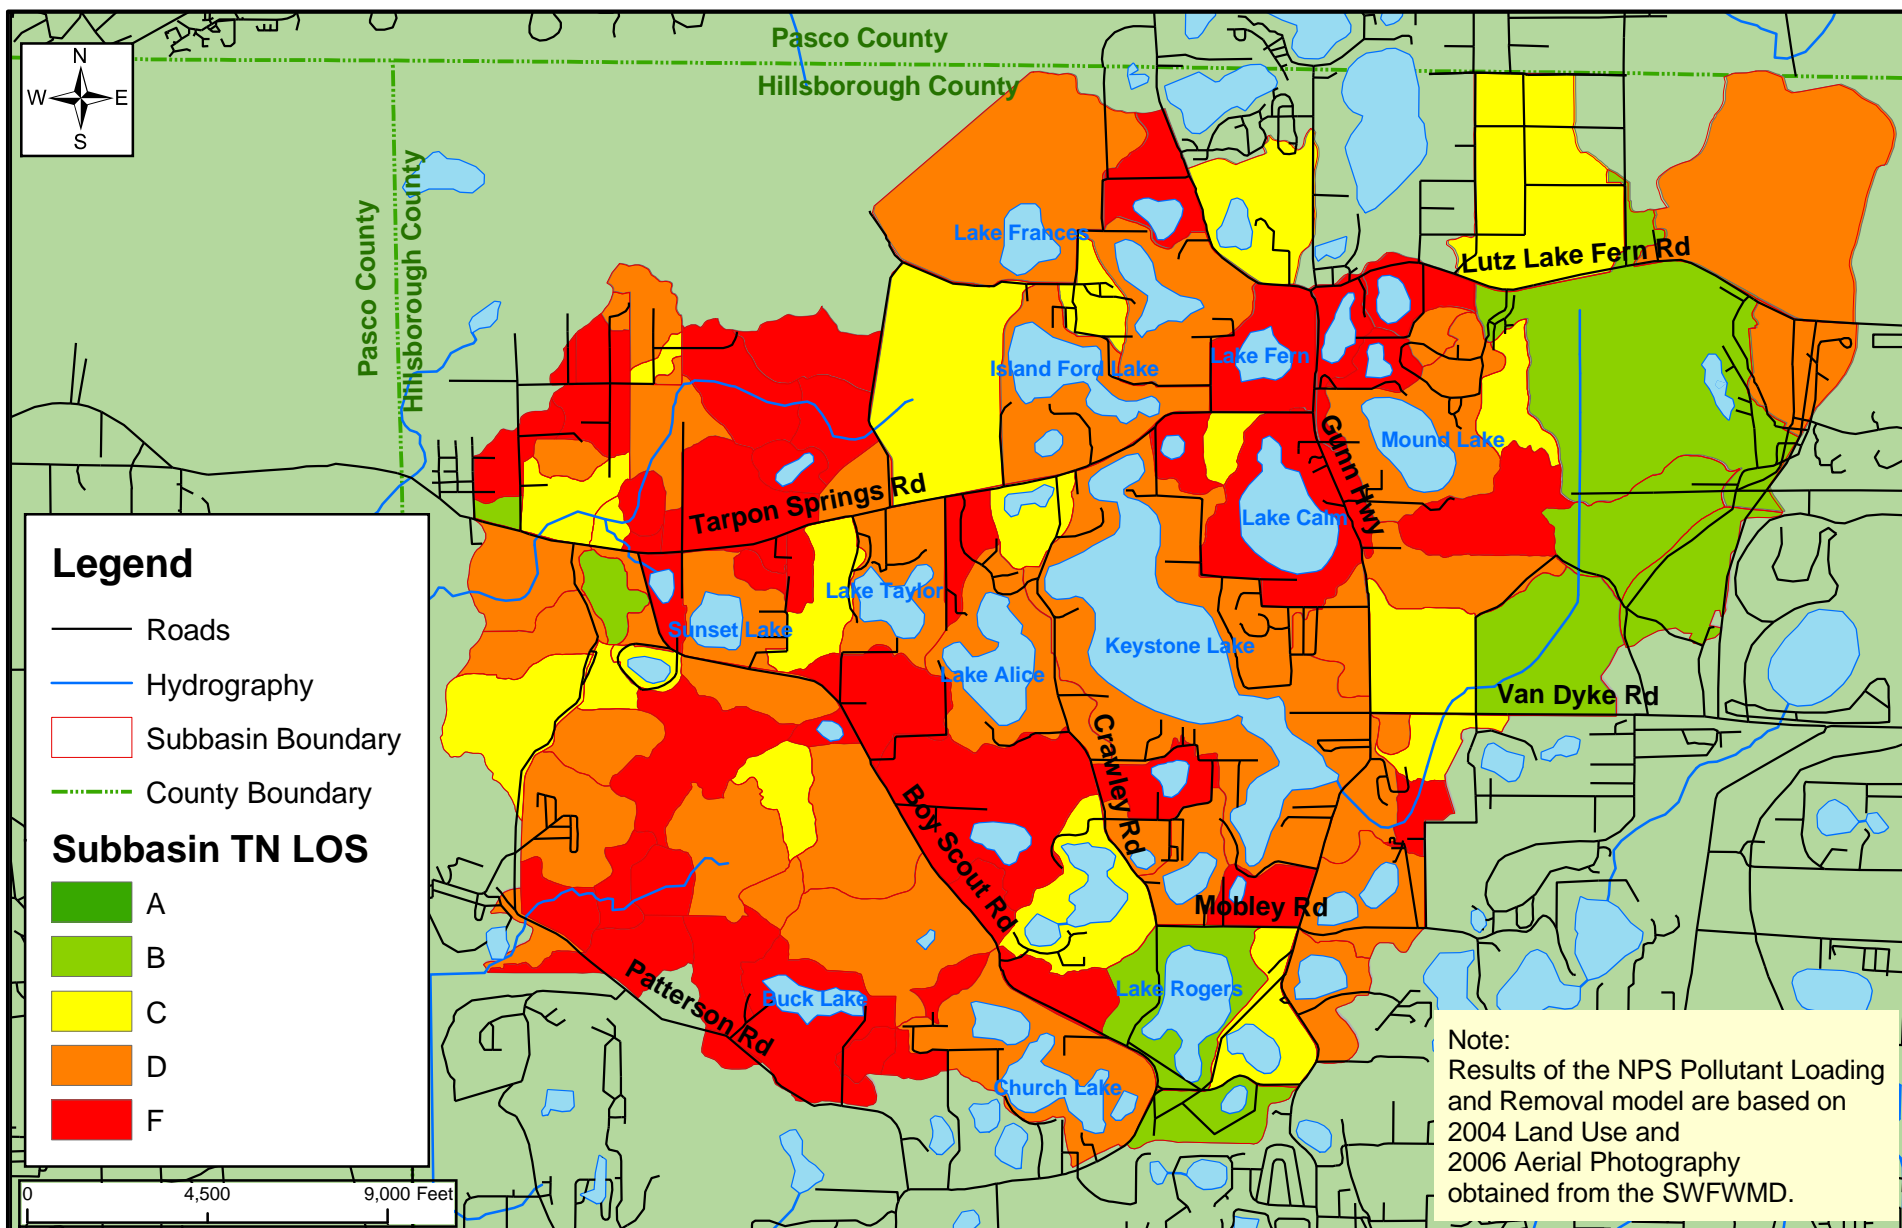 Pasco County
Hillsborough County
N
W E
S
Pasco County
Hillsborough County
Lake Frances
Lutz Lake Fern Rd
Island Ford Lake
Lake Fern
Mound Lake
Gunn Hwy
Tarpon Springs Rd
Lake Calm
Lake Taylor
Sunset Lake
Keystone Lake
Lake Alice
Van Dyke Rd
Crawley Rd
Boy Scout Rd
Mobley Rd
Patterson Rd
Buck Lake
Lake Rogers
Church Lake
Legend
Roads
Hydrography
Subbasin Boundary
County Boundary
Subbasin TN LOS
A
B
C
D
F
0 4,500 9,000 Feet
Note:
Results of the NPS Pollutant Loading
and Removal model are based on
2004 Land Use and
2006 Aerial Photography
obtained from the SWFWMD.